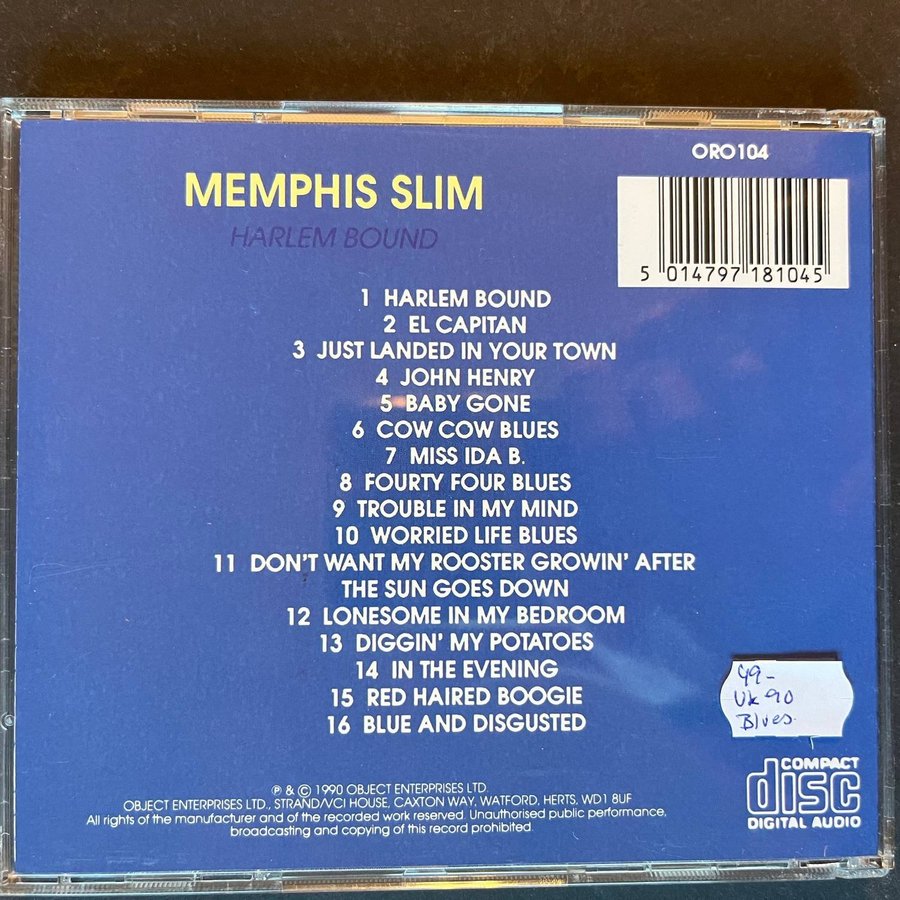 ORO104
MEMPHIS SLIM
HARLEM BOUND
5 014797 181045
1 HARLEM BOUND
2 EL CAPITAN
3 JUST LANDED IN YOUR TOWN
4 JOHN HENRY
5 BABY GONE
6 COW COW BLUES
7 MISS IDA B.
8 FOURTY FOUR BLUES
9 TROUBLE IN MY MIND
10 WORRIED LIFE BLUES
11 DON'T WANT MY ROOSTER GROWIN' AFTER
THE SUN GOES DOWN
12 LONESOME IN MY BEDROOM
13 DIGGIN' MY POTATOES
14 IN THE EVENING
15 RED HAIRED BOOGIE
16 BLUE AND DISGUSTED
49-
UK 90
Blues.
COMPACT
disc
DIGITAL AUDIO
℗ & © 1990 OBJECT ENTERPRISES LTD
OBJECT ENTERPRISES LTD., STRAND/VCI HOUSE, CAXTON WAY, WATFORD, HERTS, WD1 8UF
All rights of the manufacturer and of the recorded work reserved. Unauthorised public performance,
broadcasting and copying of this record prohibited.